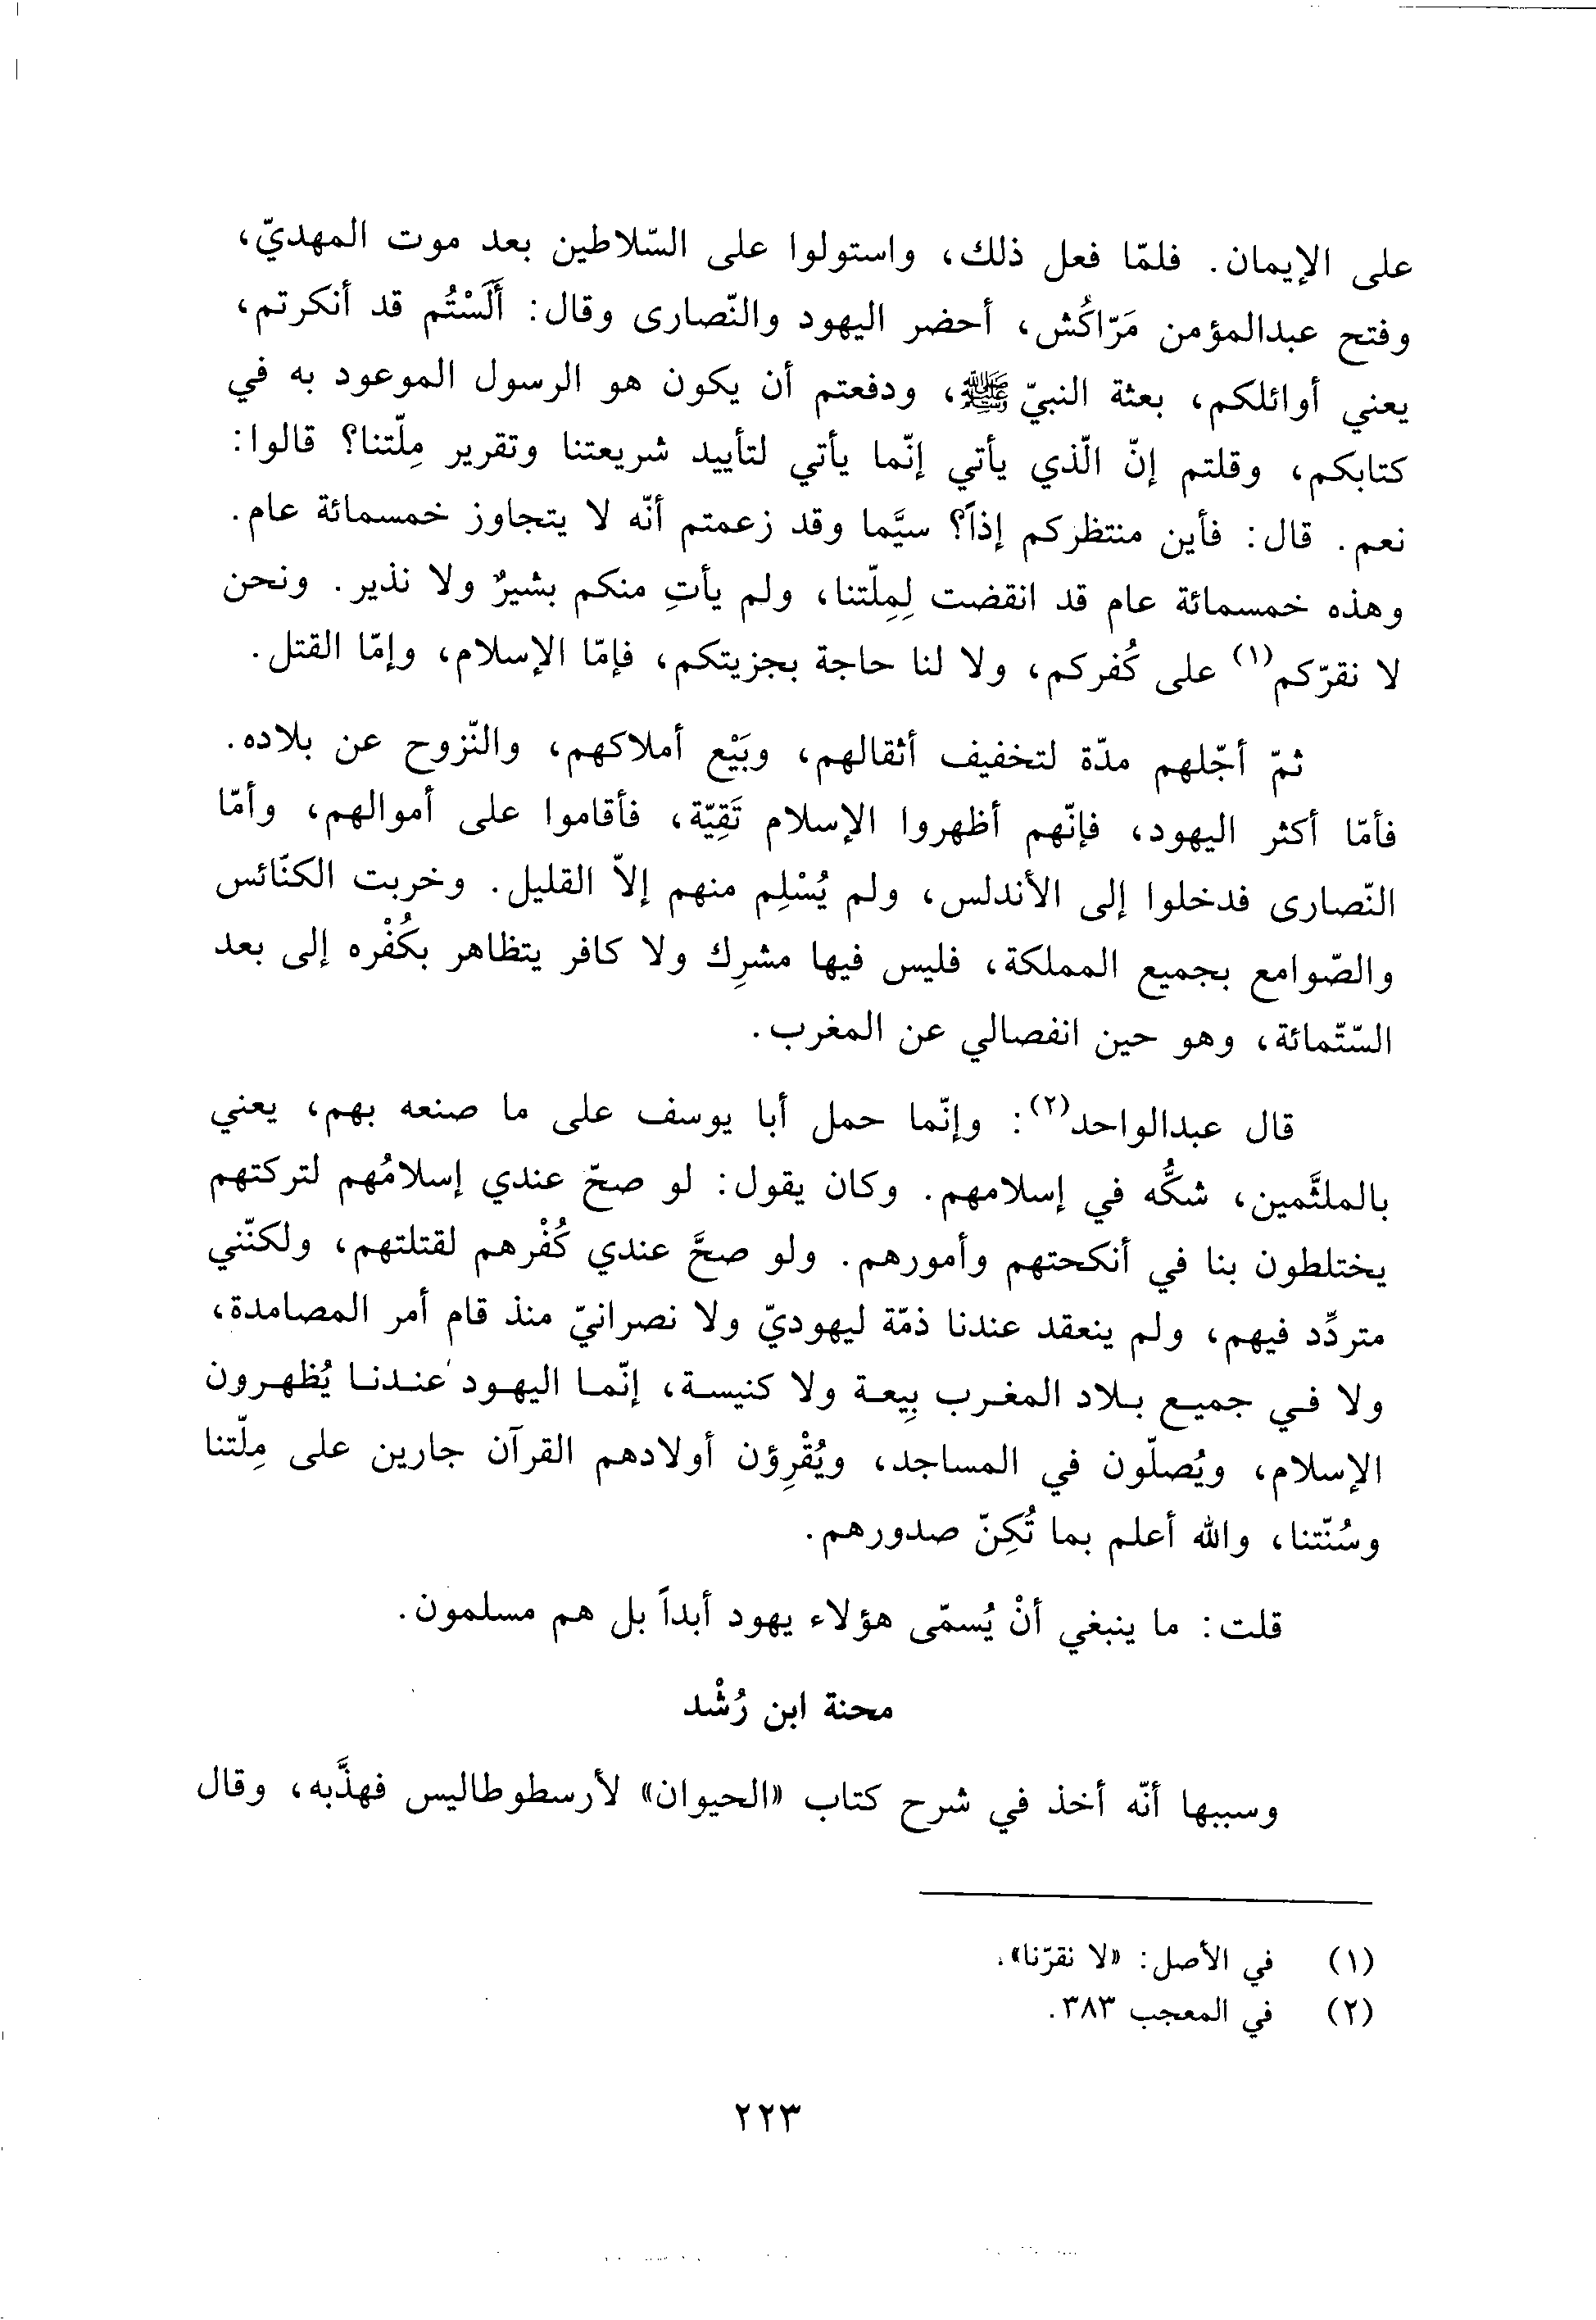 على الإيمان. فلمّا فعل ذلك، واستولوا على السّلاطين بعد موت المهديّ،
وفتح عبدالمؤمن مَرّاكُش، أحضر اليهود والنّصارى وقال: أَلَسْتُم قد أنكرتم،
يعني أوائلكم، بعثة النبيّ ﷺ، ودفعتم أن يكون هو الرسول الموعود به في
كتابكم، وقلتم إنّ الّذي يأتي إنّما يأتي لتأييد شريعتنا وتقرير مِلّتنا؟ قالوا:
نعم. قال: فأين منتظركم إذاً؟ سيَّما وقد زعمتم أنّه لا يتجاوز خمسمائة عام.
وهذه خمسمائة عام قد انقضت لِمِلّتنا، ولم يأتِ منكم بشيرٌ ولا نذير. ونحن
لا نقرّكم(١) على كُفركم، ولا لنا حاجة بجزيتكم، فإمّا الإسلام، وإمّا القتل.
ثمّ أجّلهم مدّة لتخفيف أثقالهم، وبَيْع أملاكهم، والنّزوح عن بلاده.
فأمّا أكثر اليهود، فإنّهم أظهروا الإسلام تَقِيّة، فأقاموا على أموالهم، وأمّا
النّصارى فدخلوا إلى الأندلس، ولم يُسْلِم منهم إلاّ القليل. وخربت الكنّائس
والصّوامع بجميع المملكة، فليس فيها مشرِك ولا كافر يتظاهر بكُفْره إلى بعد
السّتّمائة، وهو حين انفصالي عن المغرب.
قال عبدالواحد(٢): وإنّما حمل أبا يوسف على ما صنعه بهم، يعني
بالملثَّمين، شكُّه في إسلامهم. وكان يقول: لو صحّ عندي إسلامُهم لتركتهم
يختلطون بنا في أنكحتهم وأمورهم. ولو صحَّ عندي كُفْرهم لقتلتهم، ولكنّني
متردِّد فيهم، ولم ينعقد عندنا ذمّة ليهوديّ ولا نصرانيّ منذ قام أمر المصامدة،
ولا في جميع بلاد المغرب بِيعة ولا كنيسة، إنّما اليهود عندنا يُظهرون
الإسلام، ويُصلّون في المساجد، ويُقْرِؤن أولادهم القرآن جارين على مِلّتنا
وسُنّتنا، والله أعلم بما تُكِنّ صدورهم.
قلت: ما ينبغي أنْ يُسمّى هؤلاء يهود أبداً بل هم مسلمون.
محنة ابن رُشْد
وسببها أنّه أخذ في شرح كتاب «الحيوان» لأرسطوطاليس فهذَّبه، وقال
(١) في الأصل: «لا نقرّنا».
(٢) في المعجب ٣٨٣.
٢٢٣